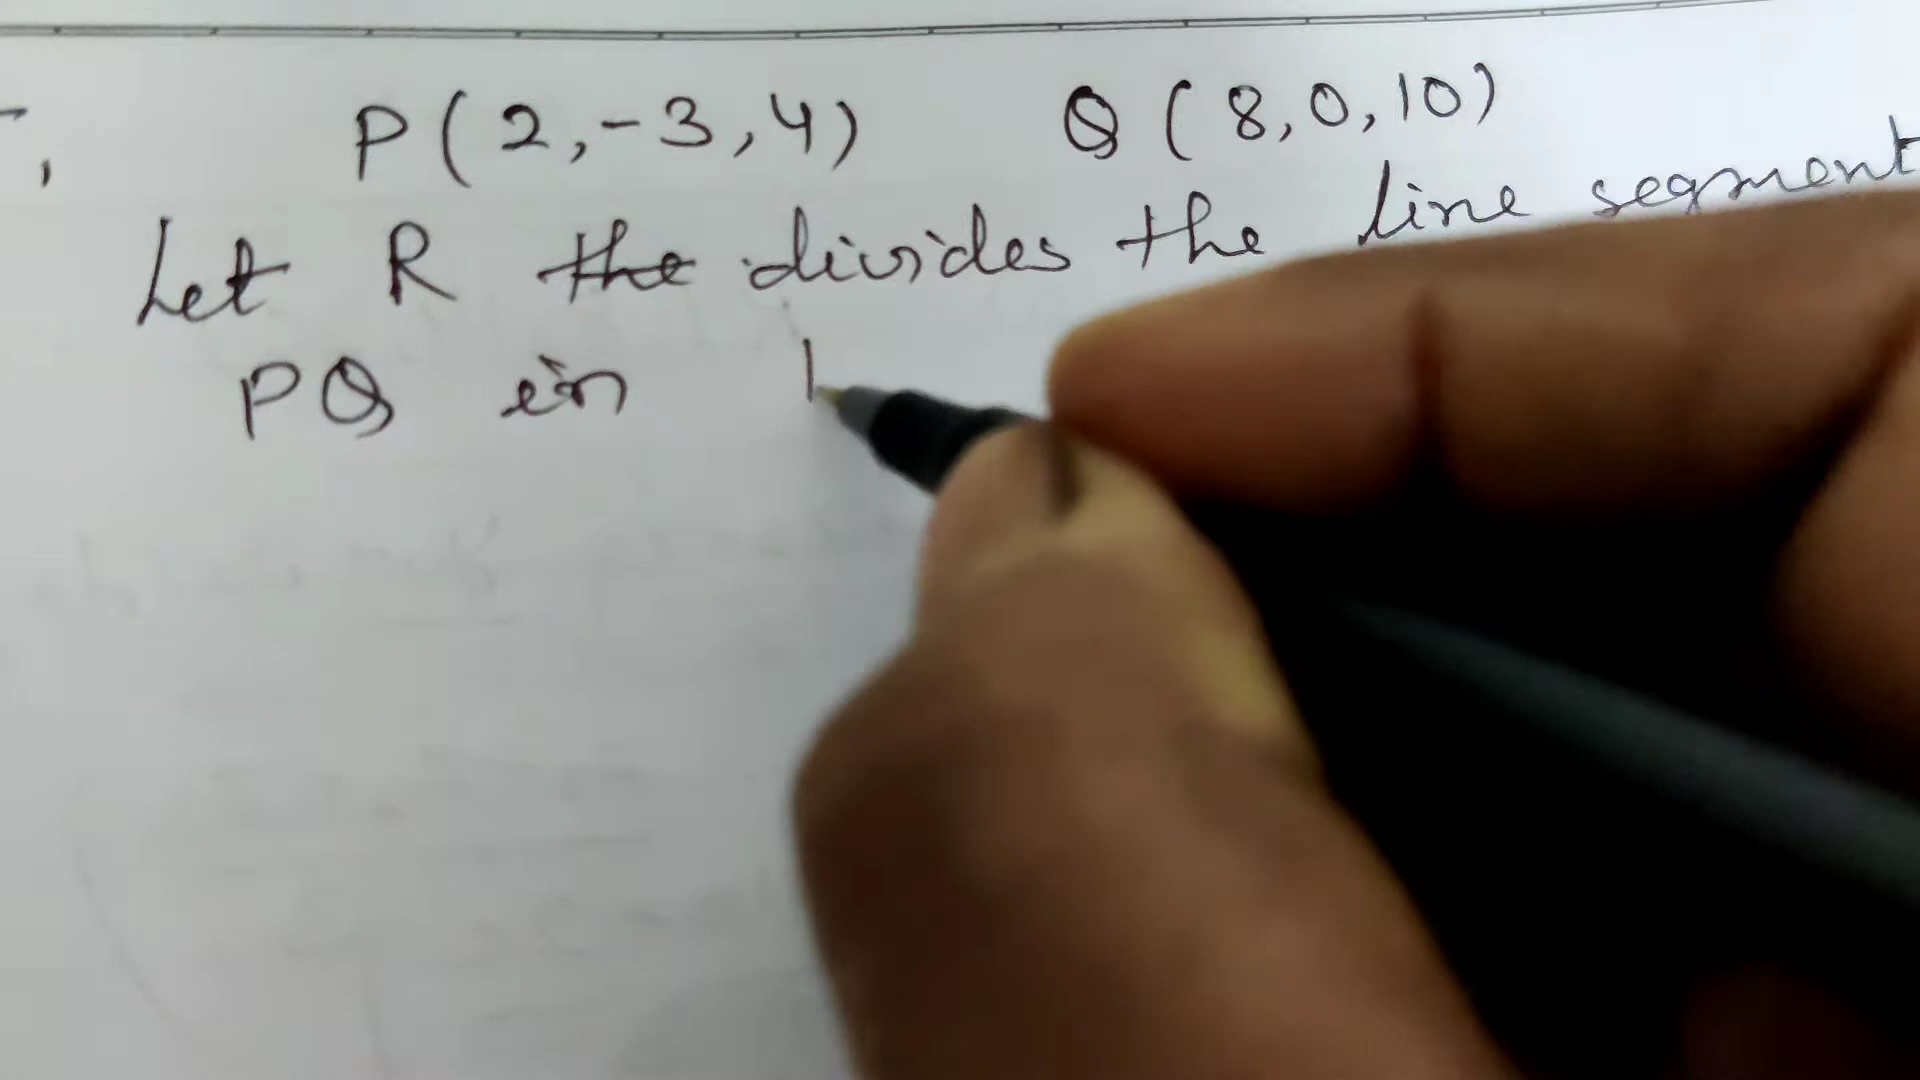 P(2,-3,4) Q(8,0,10)
Let R the divides the line segment
PQ in